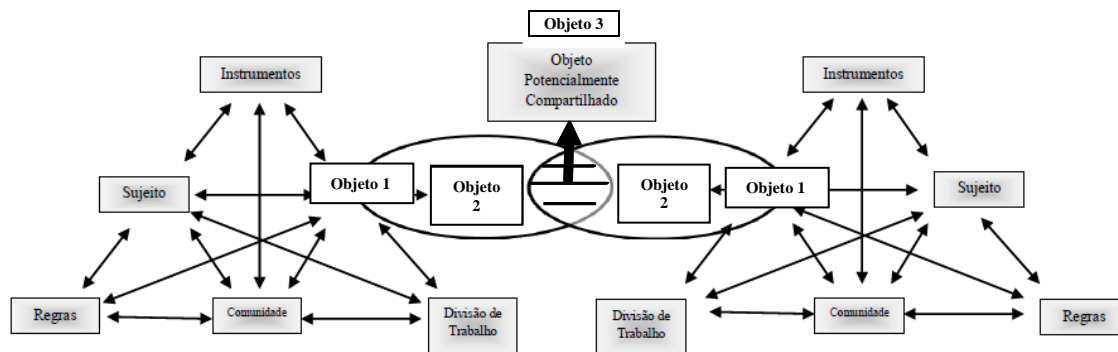 Objeto 3
Objeto
Potencialmente
Compartilhado
Instrumentos
Instrumentos
Sujeito
Objeto 1
Objeto
2
Objeto
2
Objeto 1
Sujeito
Regras
Comunidade
Divisão de
Trabalho
Divisão de
Trabalho
Comunidade
Regras